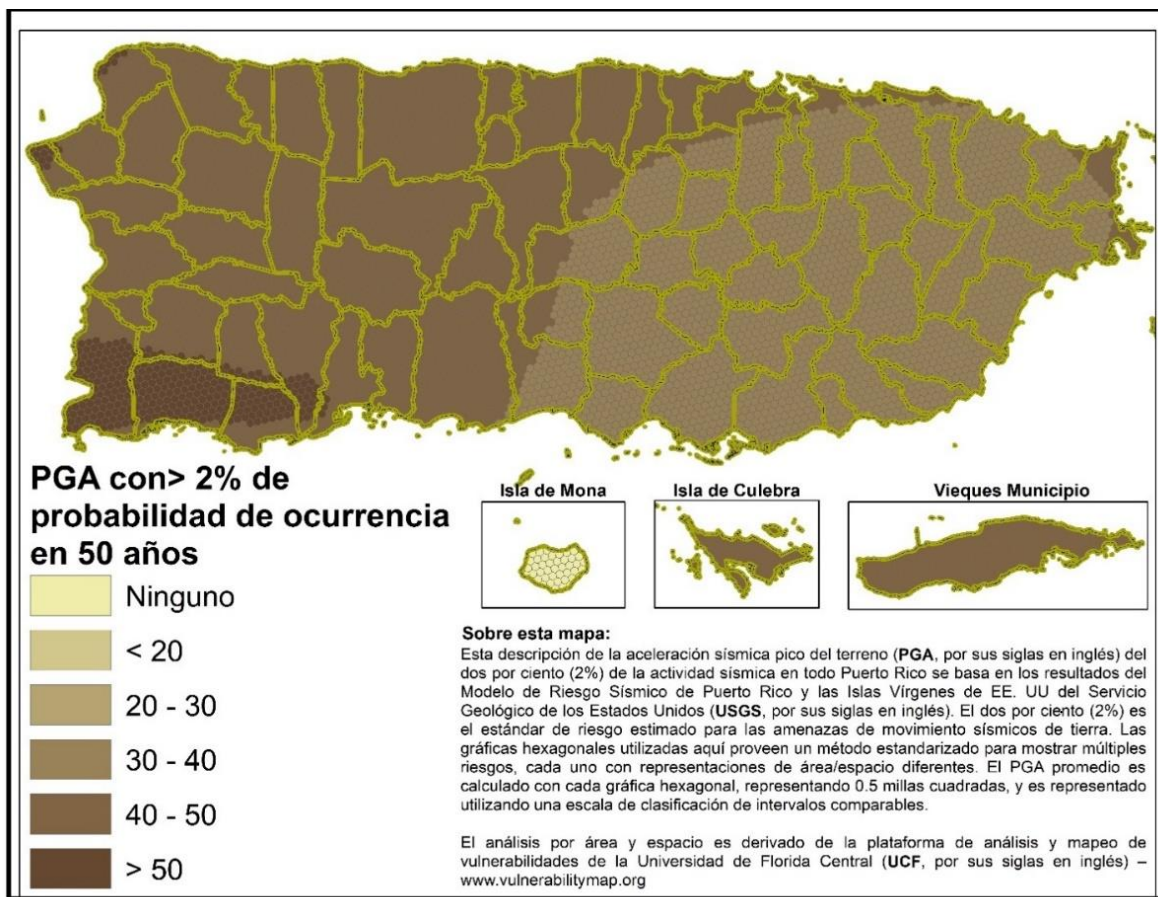 Isla de Mona
Isla de Culebra
Vieques Municipio
PGA con> 2% de
probabilidad de ocurrencia
en 50 años
Ninguno
< 20
20 - 30
30 - 40
40 - 50
> 50
Sobre esta mapa:
Esta descripción de la aceleración sísmica pico del terreno (PGA, por sus siglas en inglés) del
dos por ciento (2%) de la actividad sísmica en todo Puerto Rico se basa en los resultados del
Modelo de Riesgo Sísmico de Puerto Rico y las Islas Vírgenes de EE. UU del Servicio
Geológico de los Estados Unidos (USGS, por sus siglas en inglés). El dos por ciento (2%) es
el estándar de riesgo estimado para las amenazas de movimiento sísmicos de tierra. Las
gráficas hexagonales utilizadas aquí proveen un método estandarizado para mostrar múltiples
riesgos, cada uno con representaciones de área/espacio diferentes. El PGA promedio es
calculado con cada gráfica hexagonal, representando 0.5 millas cuadradas, y es representado
utilizando una escala de clasificación de intervalos comparables.
El análisis por área y espacio es derivado de la plataforma de análisis y mapeo de
vulnerabilidades de la Universidad de Florida Central (UCF, por sus siglas en inglés) –
www.vulnerabilitymap.org